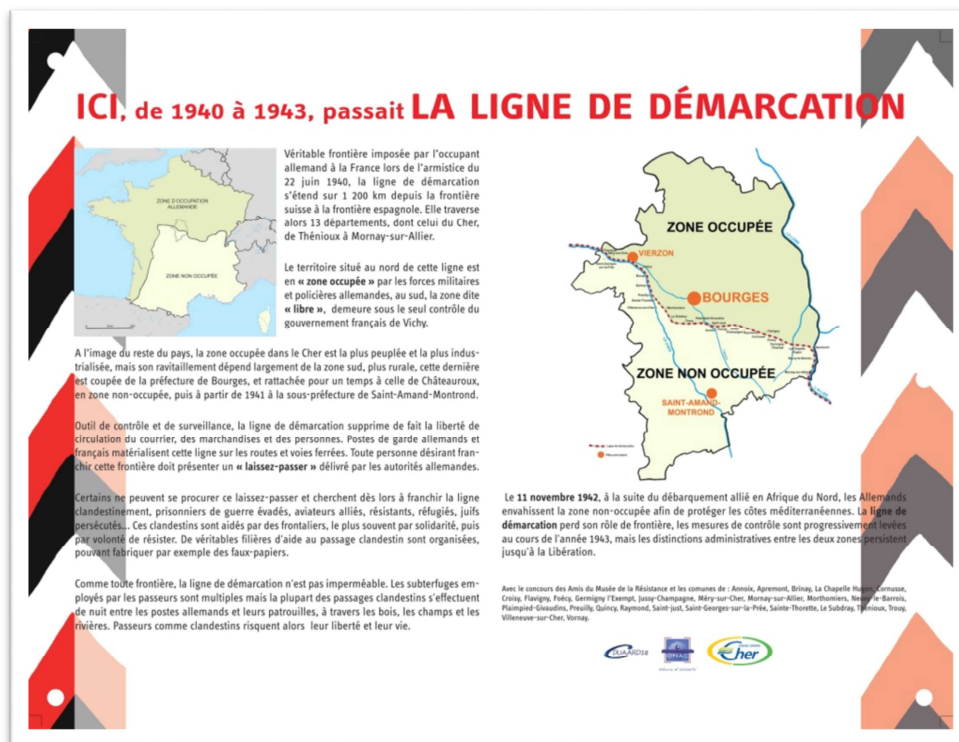 ICI, de 1940 à 1943, passait LA LIGNE DE DÉMARCATION
ZONE D'OCCUPATION
ALLEMANDE
ZONE NON OCCUPÉE
Véritable frontière imposée par l'occupant
allemand à la France lors de l'armistice du
22 juin 1940, la ligne de démarcation
s'étend sur 1 200 km depuis la frontière
suisse à la frontière espagnole. Elle traverse
alors 13 départements, dont celui du Cher,
de Thénioux à Mornay-sur-Allier.
Le territoire situé au nord de cette ligne est
en « zone occupée » par les forces militaires
et policières allemandes, au sud, la zone dite
« libre », demeure sous le seul contrôle du
gouvernement français de Vichy.
A l'image du reste du pays, la zone occupée dans le Cher est la plus peuplée et la plus indus-
trialisée, mais son ravitaillement dépend largement de la zone sud, plus rurale, cette dernière
est coupée de la préfecture de Bourges, et rattachée pour un temps à celle de Châteauroux,
en zone non-occupée, puis à partir de 1941 à la sous-préfecture de Saint-Amand-Montrond.
Outil de contrôle et de surveillance, la ligne de démarcation supprime de fait la liberté de
circulation du courrier, des marchandises et des personnes. Postes de garde allemands et
français matérialisent cette ligne sur les routes et voies ferrées. Toute personne désirant fran-
chir cette frontière doit présenter un « laissez-passer » délivré par les autorités allemandes.
Certains ne peuvent se procurer ce laissez-passer et cherchent dès lors à franchir la ligne
clandestinement, prisonniers de guerre évadés, aviateurs alliés, résistants, réfugiés, juifs
persécutés... Ces clandestins sont aidés par des frontaliers, le plus souvent par solidarité, puis
par volonté de résister. De véritables filières d'aide au passage clandestin sont organisées,
pouvant fabriquer par exemple des faux-papiers.
Comme toute frontière, la ligne de démarcation n'est pas imperméable. Les subterfuges em-
ployés par les passeurs sont multiples mais la plupart des passages clandestins s'effectuent
de nuit entre les postes allemands et leurs patrouilles, à travers les bois, les champs et les
rivières. Passeurs comme clandestins risquent alors leur liberté et leur vie.
ZONE OCCUPÉE
VIERZON
BOURGES
ZONE NON OCCUPÉE
SAINT-AMAND-
MONTROND
Ligne de démarcation
Le 11 novembre 1942, à la suite du débarquement allié en Afrique du Nord, les Allemands
envahissent la zone non-occupée afin de protéger les côtes méditerranéennes. La ligne de
démarcation perd son rôle de frontière, les mesures de contrôle sont progressivement levées
au cours de l'année 1943, mais les distinctions administratives entre les deux zones persistent
jusqu'à la Libération.
Avec le concours des Amis du Musée de la Résistance et les comunes de : Annoix, Apremont, Brinay, La Chapelle Hugon, Cornusse,
Croisy, Flavigny, Foëcy, Germigny l'Exempt, Jussy-Champagne, Méry-sur-Cher, Mornay-sur-Allier, Morthomiers, Neuvy-le-Barrois,
Plaimpied-Givaudins, Preuilly, Quincy, Raymond, Saint-just, Saint-Georges-sur-la-Prée, Sainte-Thorette, Le Subdray, Thénioux, Trouy,
Villeneuve-sur-Cher, Vornay.
Cher